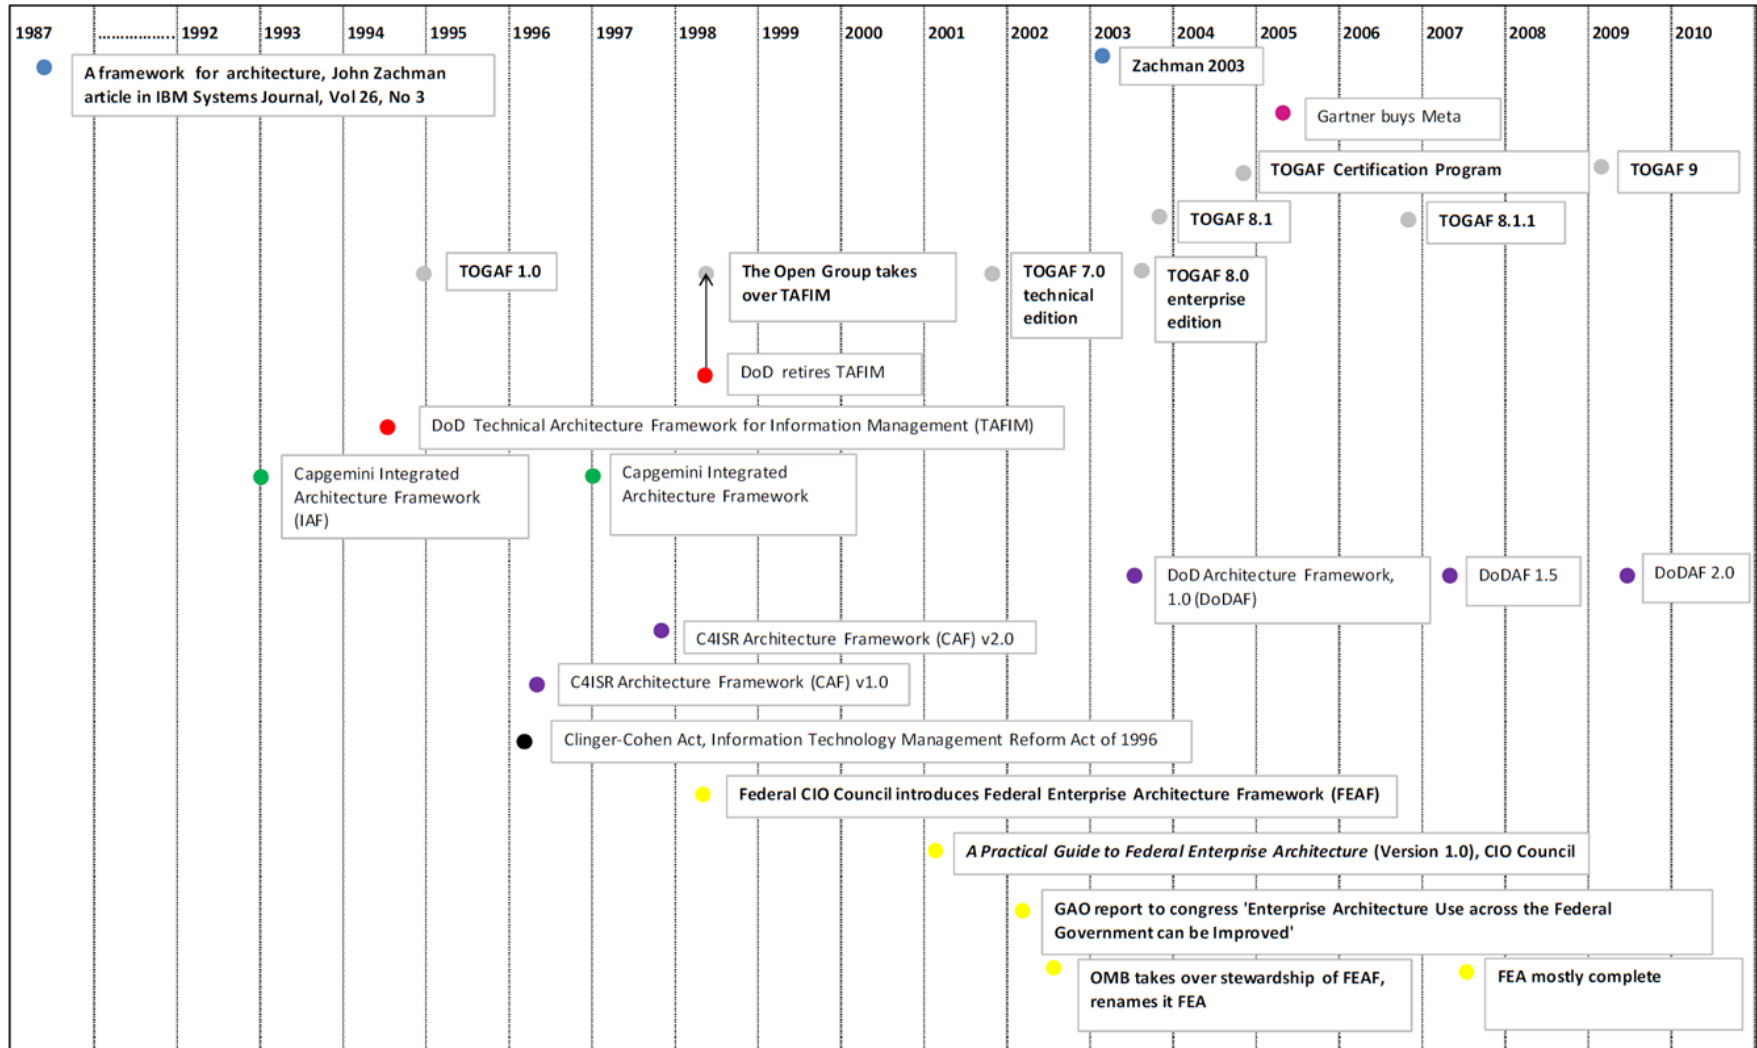 1987 ................. 1992 1993 1994 1995 1996 1997 1998 1999 2000 2001 2002 2003 2004 2005 2006 2007 2008 2009 2010
A framework for architecture, John Zachman
article in IBM Systems Journal, Vol 26, No 3
Zachman 2003
Gartner buys Meta
TOGAF Certification Program
TOGAF 9
TOGAF 8.1
TOGAF 8.1.1
TOGAF 1.0
The Open Group takes
over TAFIM
TOGAF 7.0
technical
edition
TOGAF 8.0
enterprise
edition
DoD retires TAFIM
DoD Technical Architecture Framework for Information Management (TAFIM)
Capgemini Integrated
Architecture Framework
(IAF)
Capgemini Integrated
Architecture Framework
DoD Architecture Framework,
1.0 (DoDAF)
DoDAF 1.5
DoDAF 2.0
C4ISR Architecture Framework (CAF) v2.0
C4ISR Architecture Framework (CAF) v1.0
Clinger-Cohen Act, Information Technology Management Reform Act of 1996
Federal CIO Council introduces Federal Enterprise Architecture Framework (FEAF)
A Practical Guide to Federal Enterprise Architecture (Version 1.0), CIO Council
GAO report to congress 'Enterprise Architecture Use across the Federal
Government can be Improved'
OMB takes over stewardship of FEAF,
renames it FEA
FEA mostly complete